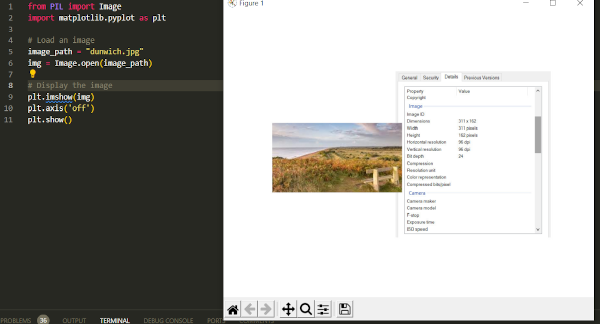 1 from PIL import Image
2 import matplotlib.pyplot as plt
3
4 # Load an image
5 image_path = "dunwich.jpg"
6 img = Image.open(image_path)
7
8 # Display the image
9 plt.imshow(img)
10 plt.axis('off')
11 plt.show()
PROBLEMS 36 OUTPUT TERMINAL DEBUG CONSOLE PORTS COMMENTS
Figure 1
General Security Details Previous Versions
Property Value
Copyright
Image
Image ID
Dimensions 311 x 162
Width 311 pixels
Height 162 pixels
Horizontal resolution 96 dpi
Vertical resolution 96 dpi
Bit depth 24
Compression
Resolution unit
Color representation
Compressed bits/pixel
Camera
Camera maker
Camera model
F-stop
Exposure time
ISO speed